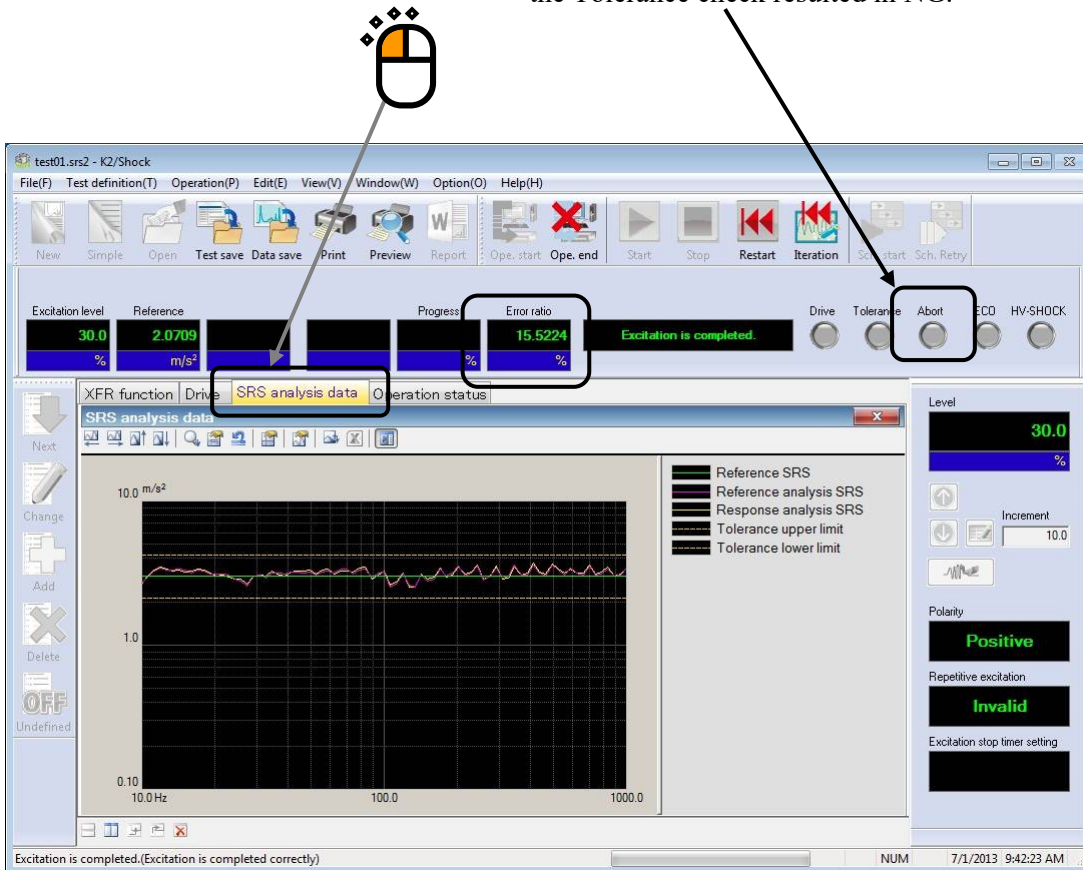 the Tolerance check resulted in NG.
test01.srs2 - K2/Shock
File(F) Test definition(T) Operation(P) Edit(E) View(V) Window(W) Option(O) Help(H)
New Simple Open Test save Data save Print Preview Report Ope. start Ope. end Start Stop Restart Iteration Sch. start Sch. Retry
Excitation level Reference Progress Error ratio Drive Tolerance Abort ECO HV-SHOCK
30.0 2.0709 15.5224 Excitation is completed.
% m/s² % %
XFR function Drive SRS analysis data Operation status
SRS analysis data
Next
Change
Add
Delete
OFF
Undefined
10.0 m/s²
1.0
0.10
10.0 Hz 100.0 1000.0
Reference SRS
Reference analysis SRS
Response analysis SRS
Tolerance upper limit
Tolerance lower limit
Level
30.0
%
Increment
10.0
Polarity
Positive
Repetitive excitation
Invalid
Excitation stop timer setting
Excitation is completed.(Excitation is completed correctly) NUM 7/1/2013 9:42:23 AM